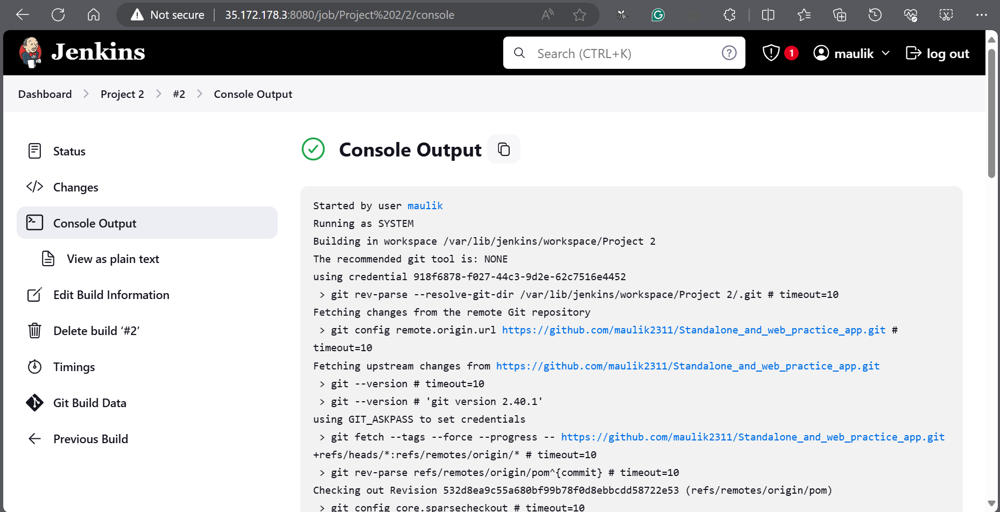 Not secure 35.172.178.3:8080/job/Project%202/2/console
Jenkins
Search (CTRL+K)
1
maulik
log out
Dashboard
Project 2
#2
Console Output
Status
Changes
Console Output
View as plain text
Edit Build Information
Delete build ‘#2’
Timings
Git Build Data
Previous Build
Console Output
Started by user maulik
Running as SYSTEM
Building in workspace /var/lib/jenkins/workspace/Project 2
The recommended git tool is: NONE
using credential 918f6878-f027-44c3-9d2e-62c7516e4452
> git rev-parse --resolve-git-dir /var/lib/jenkins/workspace/Project 2/.git # timeout=10
Fetching changes from the remote Git repository
> git config remote.origin.url https://github.com/maulik2311/Standalone_and_web_practice_app.git #
timeout=10
Fetching upstream changes from https://github.com/maulik2311/Standalone_and_web_practice_app.git
> git --version # timeout=10
> git --version # 'git version 2.40.1'
using GIT_ASKPASS to set credentials
> git fetch --tags --force --progress -- https://github.com/maulik2311/Standalone_and_web_practice_app.git
+refs/heads/*:refs/remotes/origin/* # timeout=10
> git rev-parse refs/remotes/origin/pom^{commit} # timeout=10
Checking out Revision 532d8ea9c55a680bf99b78f0d8ebbcdd58722e53 (refs/remotes/origin/pom)
> git config core.sparsecheckout # timeout=10